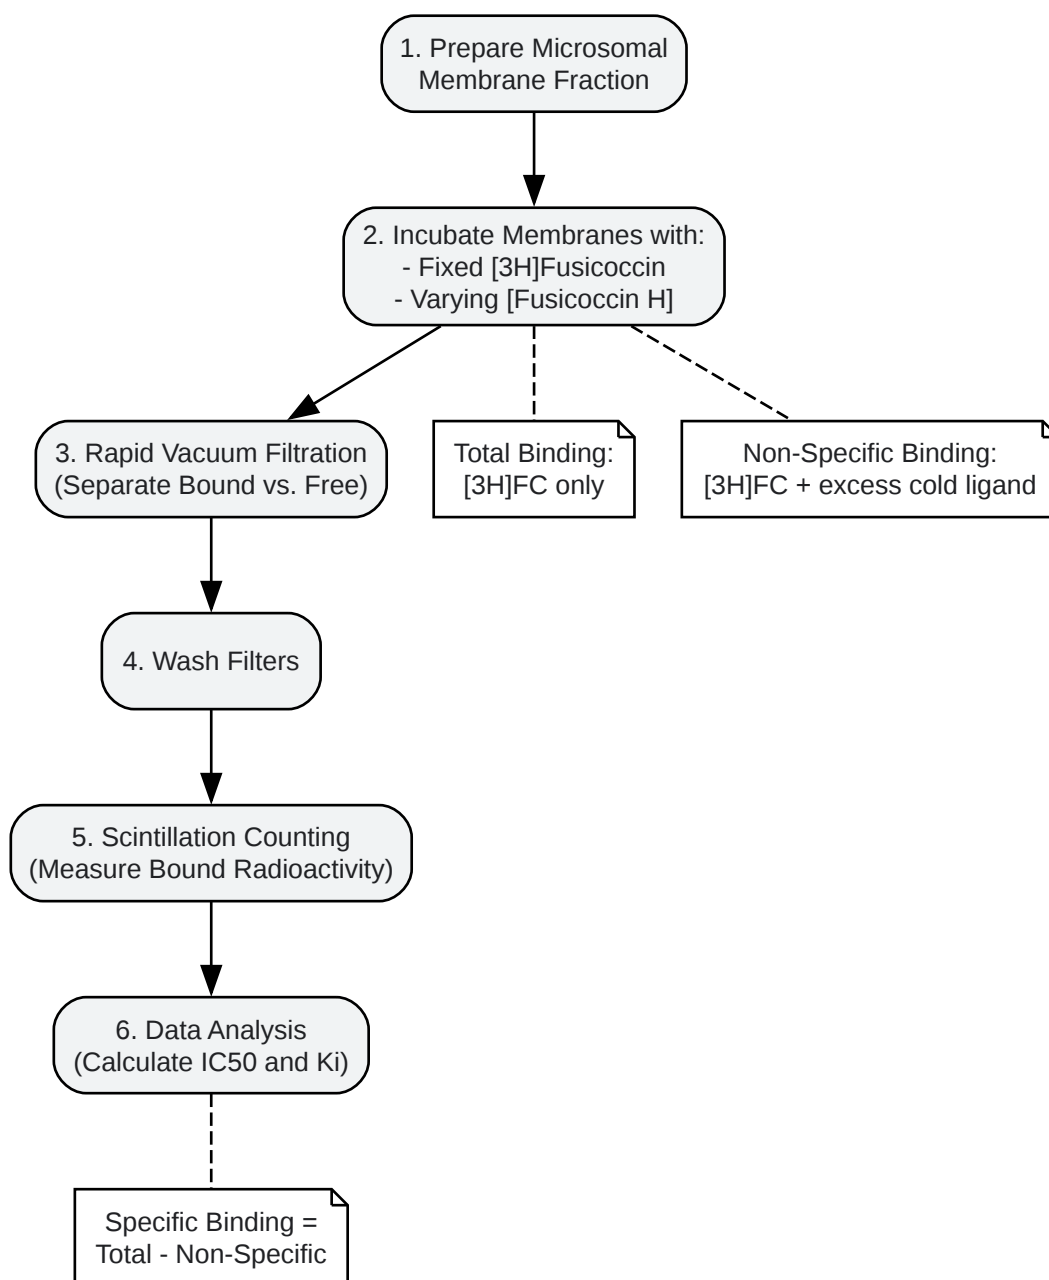 1. Prepare Microsomal
Membrane Fraction
2. Incubate Membranes with:
- Fixed [3H]Fusicoccin
- Varying [Fusicoccin H]
3. Rapid Vacuum Filtration
(Separate Bound vs. Free)
Total Binding:
[3H]FC only
Non-Specific Binding:
[3H]FC + excess cold ligand
4. Wash Filters
5. Scintillation Counting
(Measure Bound Radioactivity)
6. Data Analysis
(Calculate IC50 and Ki)
Specific Binding =
Total - Non-Specific